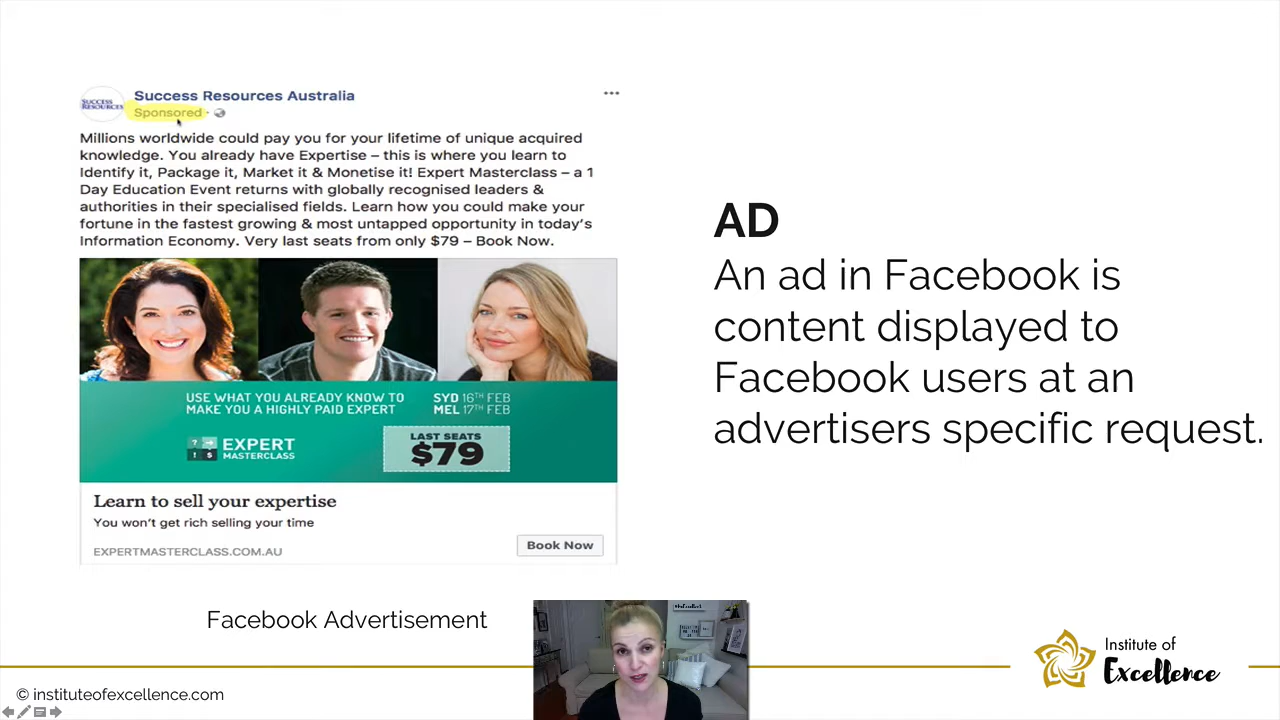 SUCCESS
RESOURCES
Success Resources Australia
Sponsored ·
Millions worldwide could pay you for your lifetime of unique acquired
knowledge. You already have Expertise – this is where you learn to
Identify it, Package it, Market it & Monetise it! Expert Masterclass – a 1
Day Education Event returns with globally recognised leaders &
authorities in their specialised fields. Learn how you could make your
fortune in the fastest growing & most untapped opportunity in today's
Information Economy. Very last seats from only $79 – Book Now.
USE WHAT YOU ALREADY KNOW TO
MAKE YOU A HIGHLY PAID EXPERT
SYD 16TH FEB
MEL 17TH FEB
EXPERT
MASTERCLASS
LAST SEATS
$79
Learn to sell your expertise
You won't get rich selling your time
EXPERTMASTERCLASS.COM.AU
Book Now
Facebook Advertisement
AD
An ad in Facebook is
content displayed to
Facebook users at an
advertisers specific request.
Institute of
Excellence
© instituteofexcellence.com